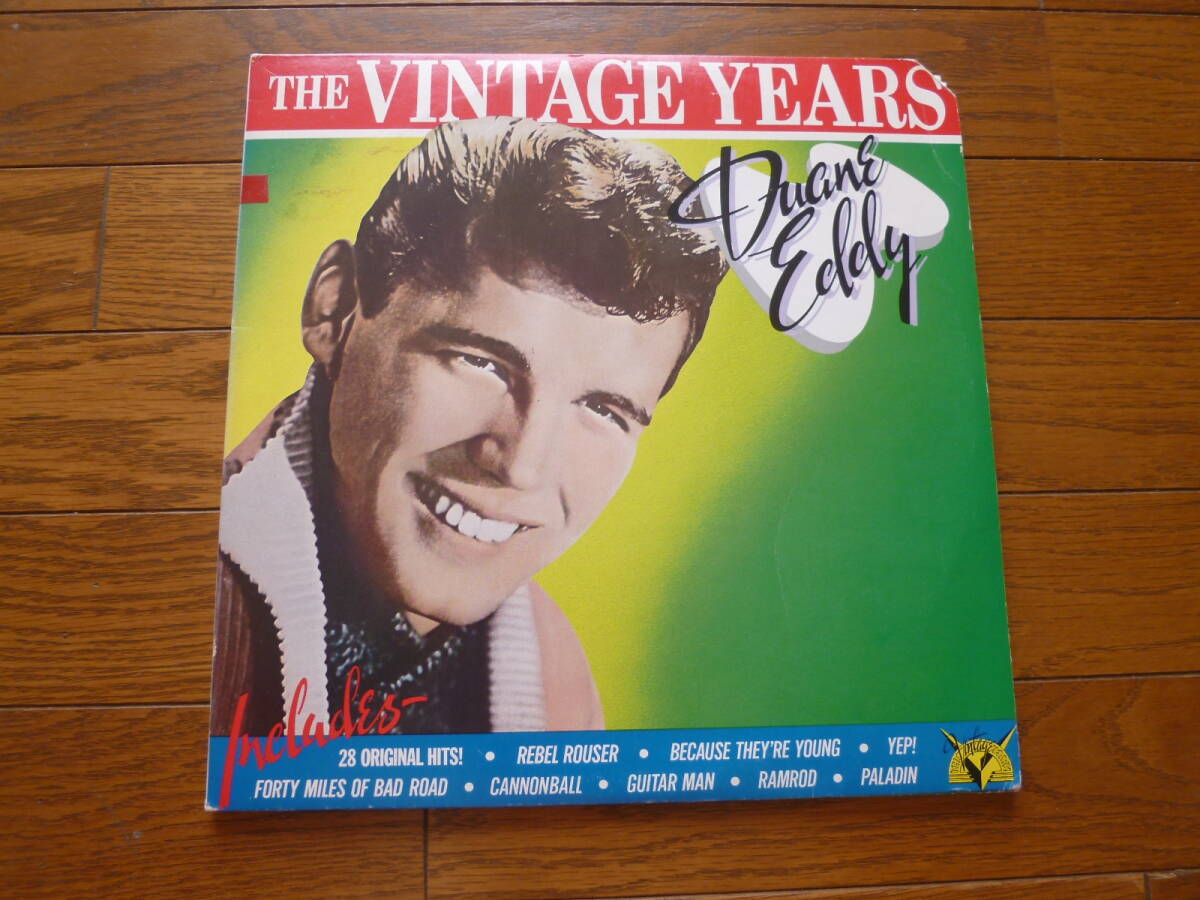 THE VINTAGE YEARS
Duane
Eddy
Includes-
28 ORIGINAL HITS! • REBEL ROUSER • BECAUSE THEY'RE YOUNG • YEP!
FORTY MILES OF BAD ROAD • CANNONBALL • GUITAR MAN • RAMROD • PALADIN
Vintage